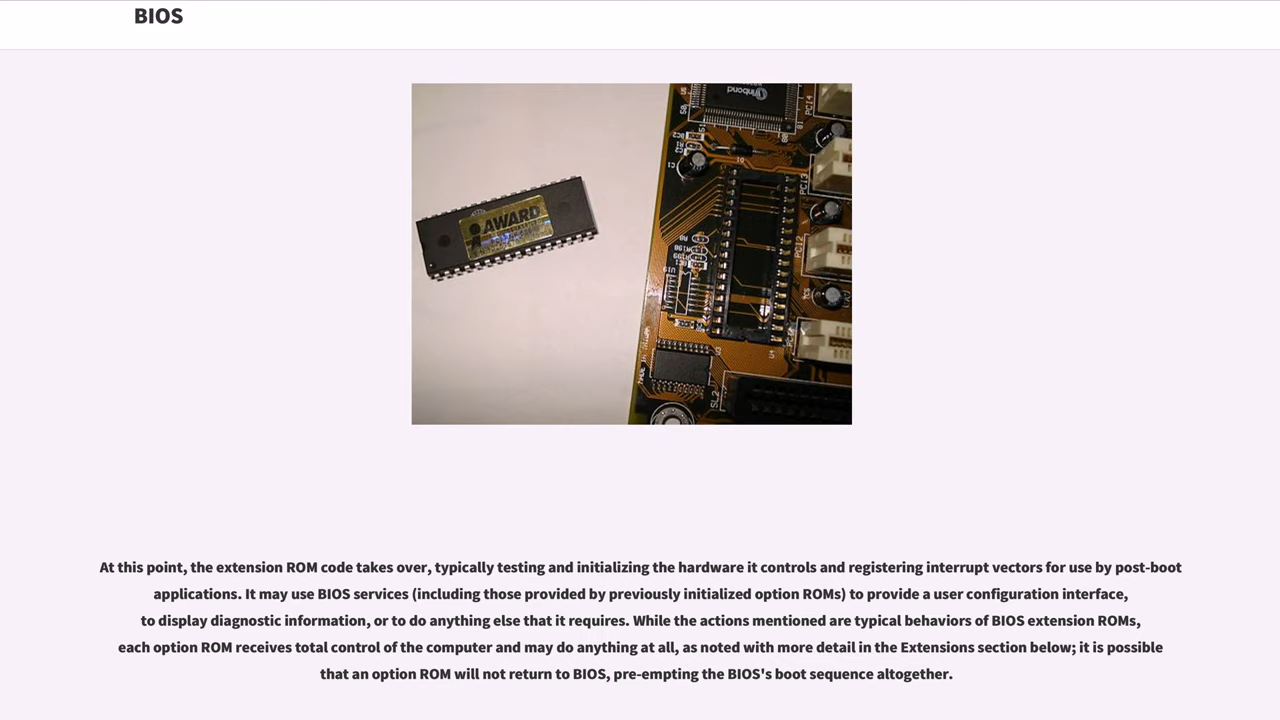 BIOS
AWARD
PCI4
PCI3
PCI2
SL2
At this point, the extension ROM code takes over, typically testing and initializing the hardware it controls and registering interrupt vectors for use by post-boot
applications. It may use BIOS services (including those provided by previously initialized option ROMs) to provide a user configuration interface,
to display diagnostic information, or to do anything else that it requires. While the actions mentioned are typical behaviors of BIOS extension ROMs,
each option ROM receives total control of the computer and may do anything at all, as noted with more detail in the Extensions section below; it is possible
that an option ROM will not return to BIOS, pre-empting the BIOS's boot sequence altogether.